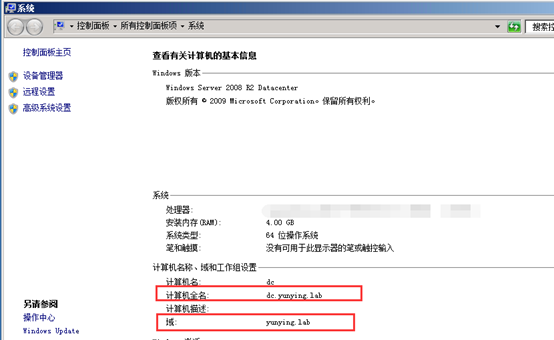 系统
控制面板 所有控制面板项 系统
搜索控
控制面板主页
设备管理器
远程设置
高级系统设置
查看有关计算机的基本信息
Windows 版本
Windows Server 2008 R2 Datacenter
版权所有 © 2009 Microsoft Corporation。保留所有权利。
系统
处理器:
安装内存(RAM): 4.00 GB
系统类型: 64 位操作系统
笔和触摸: 没有可用于此显示器的笔或触控输入
计算机名称、域和工作组设置
计算机名: dc
计算机全名: dc.yunying.lab
计算机描述:
域: yunying.lab
另请参阅
操作中心
Windows Update